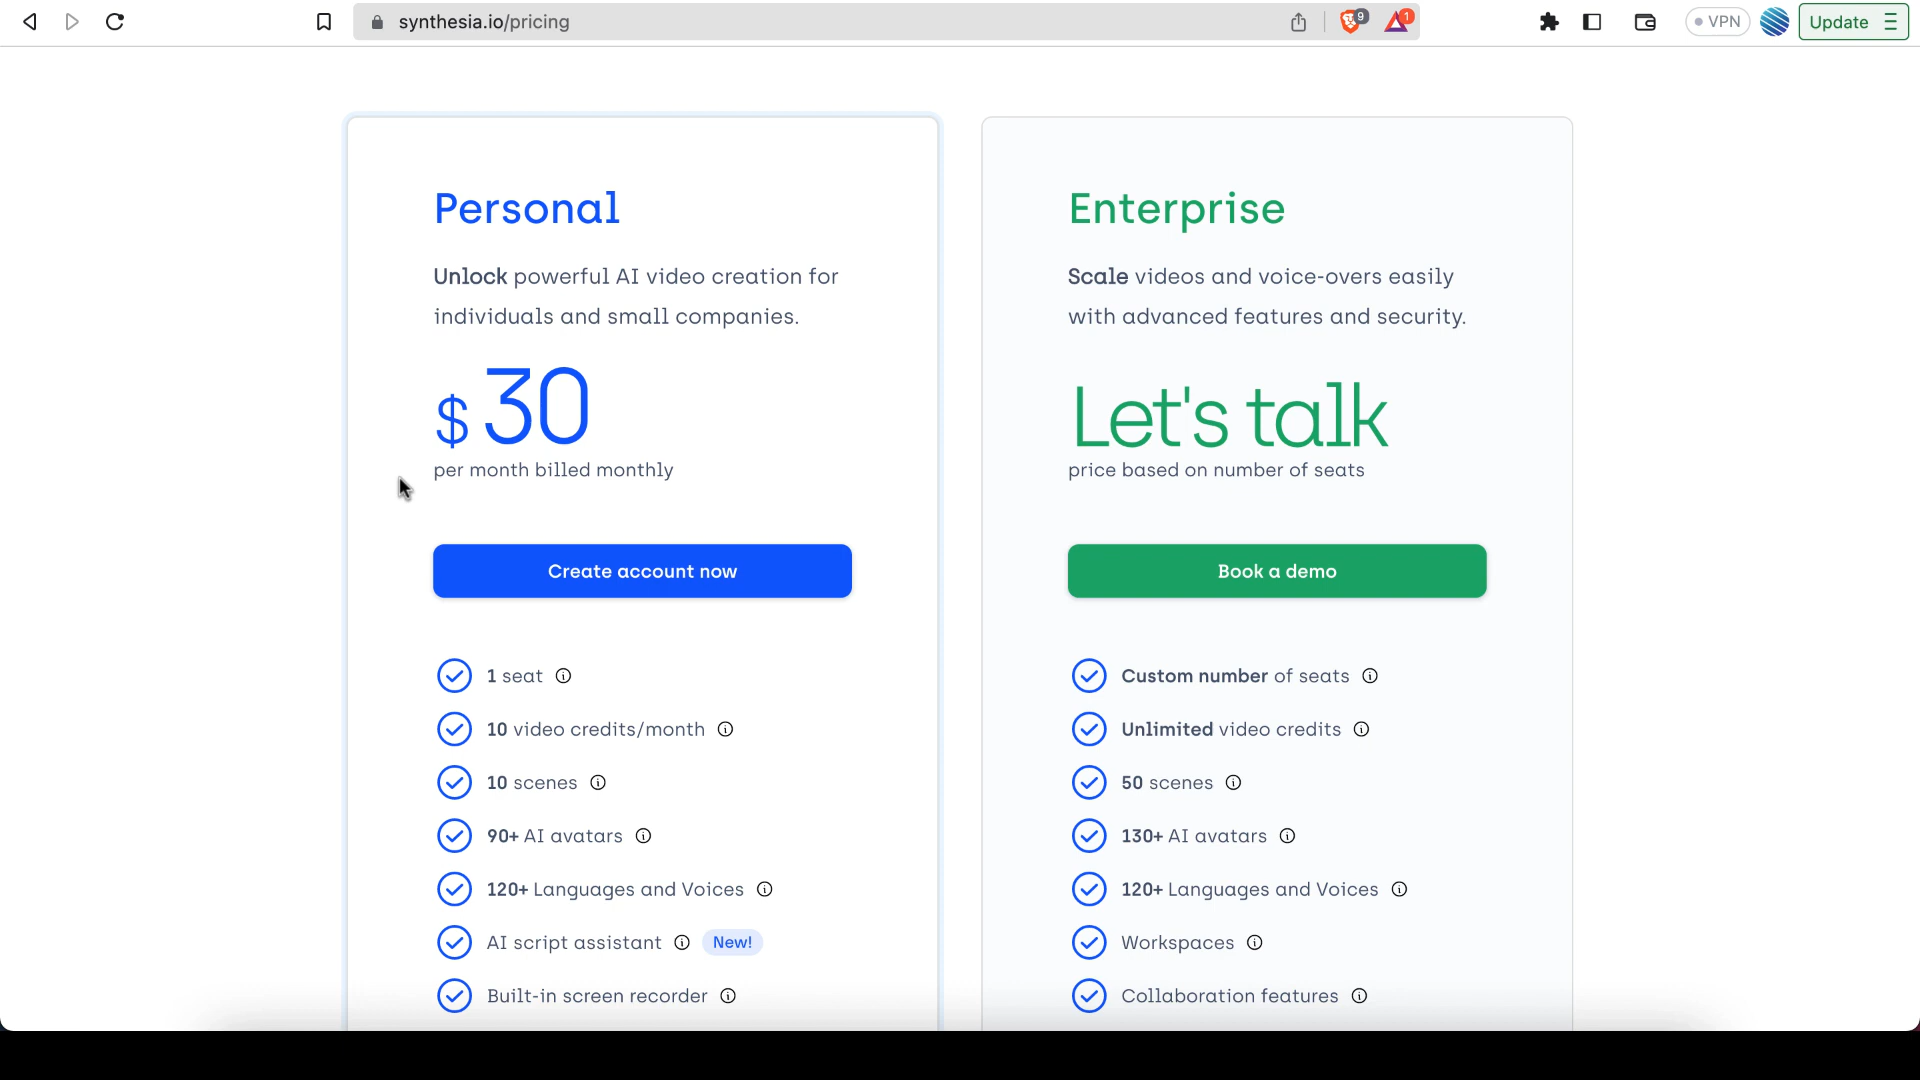 synthesia.io/pricing
9
1
VPN
Update
Personal
Unlock powerful AI video creation for
individuals and small companies.
$ 30
per month billed monthly
Create account now
1 seat
10 video credits/month
10 scenes
90+ AI avatars
120+ Languages and Voices
AI script assistant New!
Built-in screen recorder
Enterprise
Scale videos and voice-overs easily
with advanced features and security.
Let's talk
price based on number of seats
Book a demo
Custom number of seats
Unlimited video credits
50 scenes
130+ AI avatars
120+ Languages and Voices
Workspaces
Collaboration features